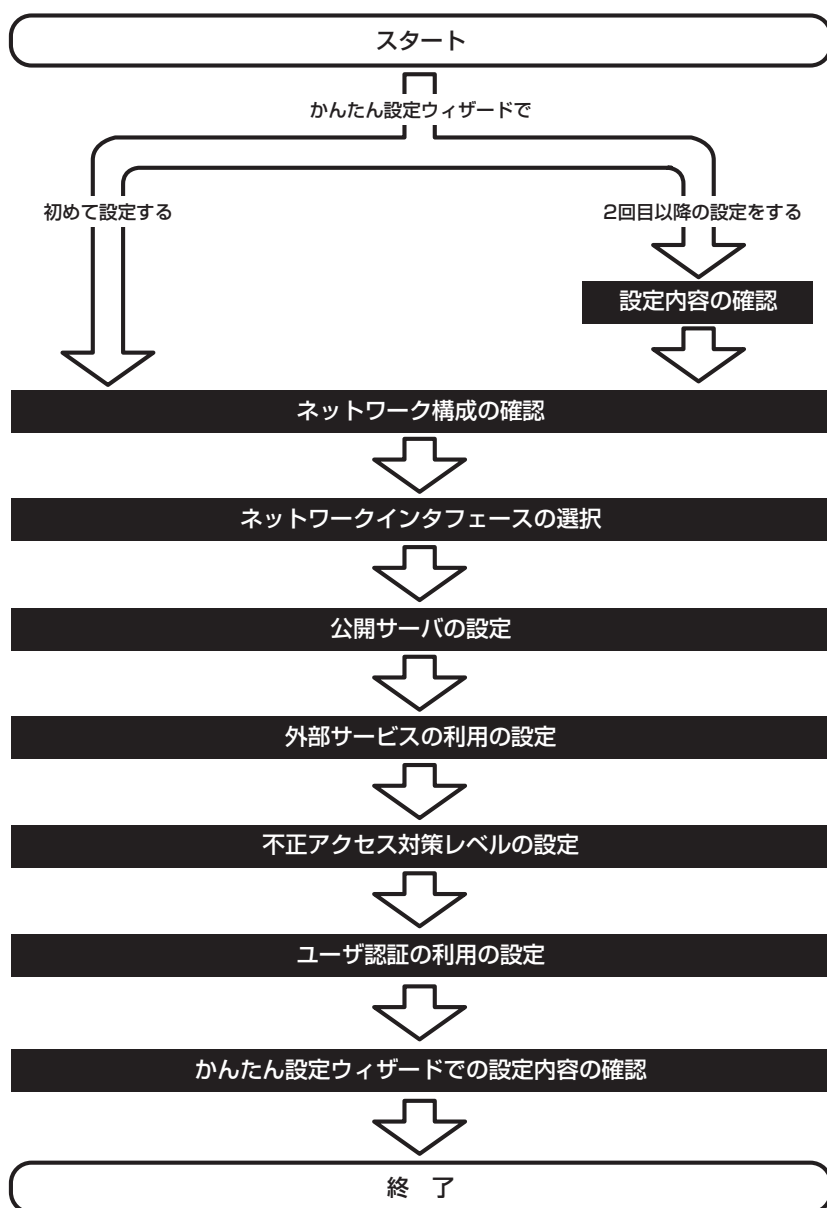 スタート
かんたん設定ウィザードで
初めて設定する
2回目以降の設定をする
設定内容の確認
ネットワーク構成の確認
ネットワークインタフェースの選択
公開サーバの設定
外部サービスの利用の設定
不正アクセス対策レベルの設定
ユーザ認証の利用の設定
かんたん設定ウィザードでの設定内容の確認
終　了